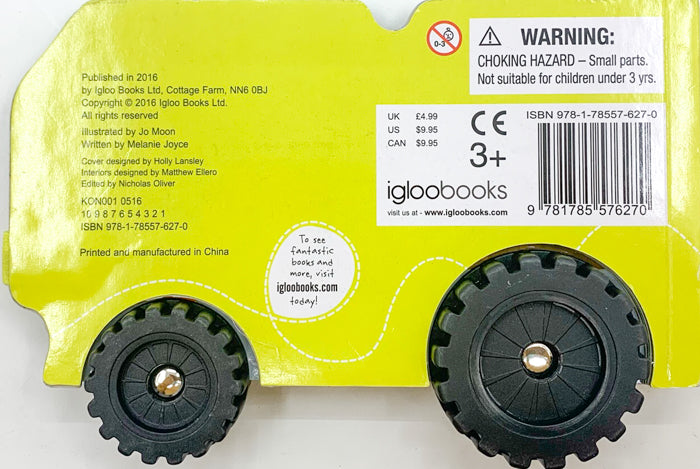 Published in 2016
by Igloo Books Ltd, Cottage Farm, NN6 0BJ
Copyright © 2016 Igloo Books Ltd.
All rights reserved
Illustrated by Jo Moon
Written by Melanie Joyce
Cover designed by Holly Lansley
Interiors designed by Matthew Ellero
Edited by Nicholas Oliver
KON001 0516
10 9 8 7 6 5 4 3 2 1
ISBN 978-1-78557-627-0
Printed and manufactured in China
To see
fantastic
books and
more, visit
igloobooks.com
today!
0-3
WARNING:
CHOKING HAZARD – Small parts.
Not suitable for children under 3 yrs.
UK £4.99
US $9.95
CAN $9.95
CE
3+
igloobooks
visit us at - www.igloobooks.com
ISBN 978-1-78557-627-0
9 781785 576270